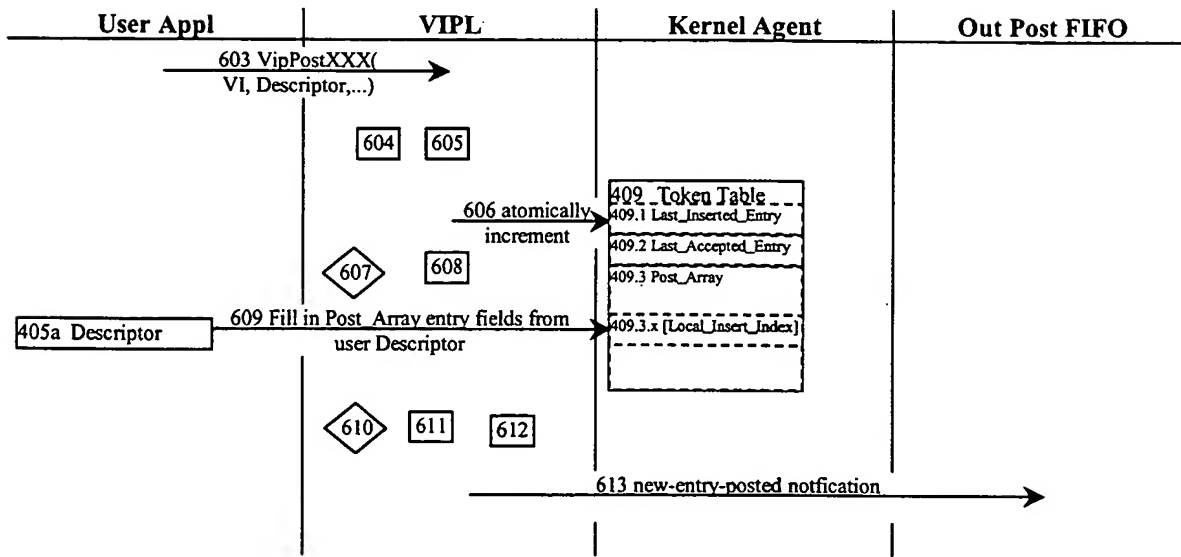 User Appl VIPL Kernel Agent Out Post FIFO
603 VipPostXXX(
VI, Descriptor,...)
604 605
409 Token Table
409.1 Last_Inserted_Entry
606 atomically
increment
409.2 Last_Accepted_Entry
607 608
409.3 Post_Array
609 Fill in Post_Array entry fields from
user Descriptor
405a Descriptor
409.3.x [Local_Insert_Index]
610 611 612
613 new-entry-posted notfication